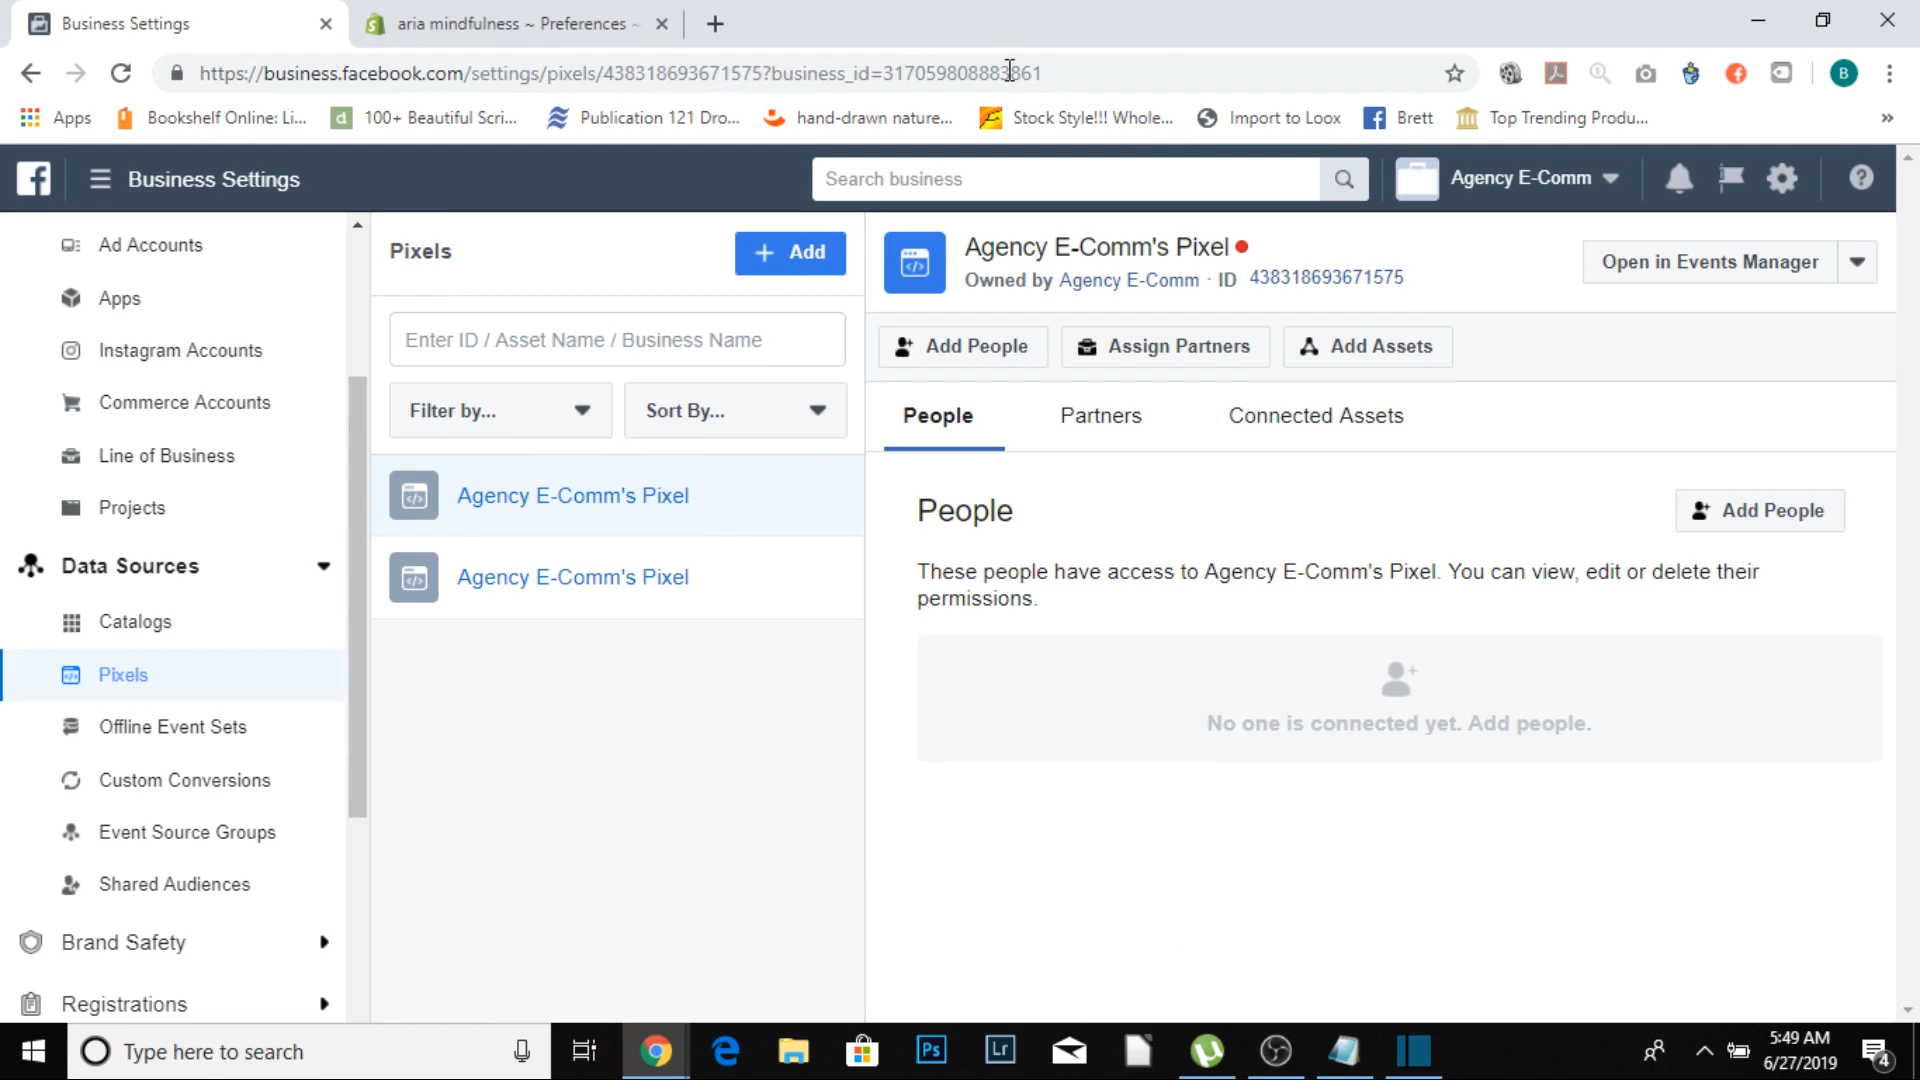 Business Settings
aria mindfulness ~ Preferences ~
https://business.facebook.com/settings/pixels/438318693671575?business_id=317059808883861
B
Apps
Bookshelf Online: Li...
d
100+ Beautiful Scri...
Publication 121 Dro...
hand-drawn nature...
Stock Style!!! Whole...
Import to Loox
Brett
Top Trending Produ...
»
Business Settings
Search business
Agency E-Comm
Ad Accounts
Apps
Instagram Accounts
Commerce Accounts
Line of Business
Projects
Data Sources
Catalogs
Pixels
Offline Event Sets
Custom Conversions
Event Source Groups
Shared Audiences
Brand Safety
Registrations
Pixels
+ Add
Enter ID / Asset Name / Business Name
Filter by...
Sort By...
Agency E-Comm's Pixel
Agency E-Comm's Pixel
Agency E-Comm's Pixel
Owned by Agency E-Comm · ID 438318693671575
Open in Events Manager
Add People
Assign Partners
Add Assets
People
Partners
Connected Assets
People
Add People
These people have access to Agency E-Comm's Pixel. You can view, edit or delete their
permissions.
No one is connected yet. Add people.
Type here to search
Ps
Lr
5:49 AM
6/27/2019
4